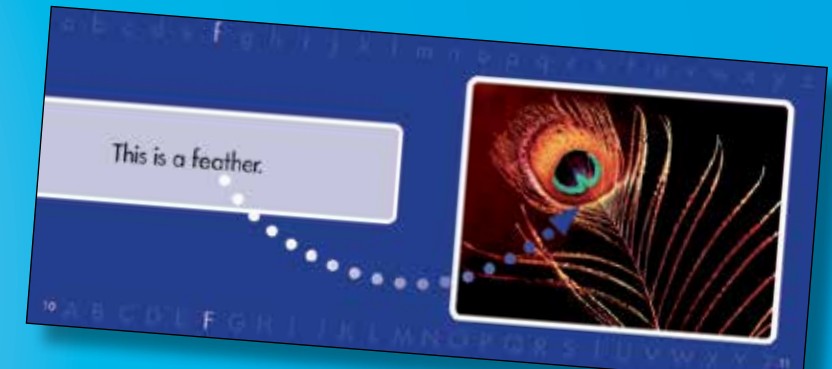 a b c d e f g h i j k l m n o p q r s t u v w x y z
This is a feather.
10 A B C D E F G H I J K L M N O P Q R S T U V W X Y Z 11